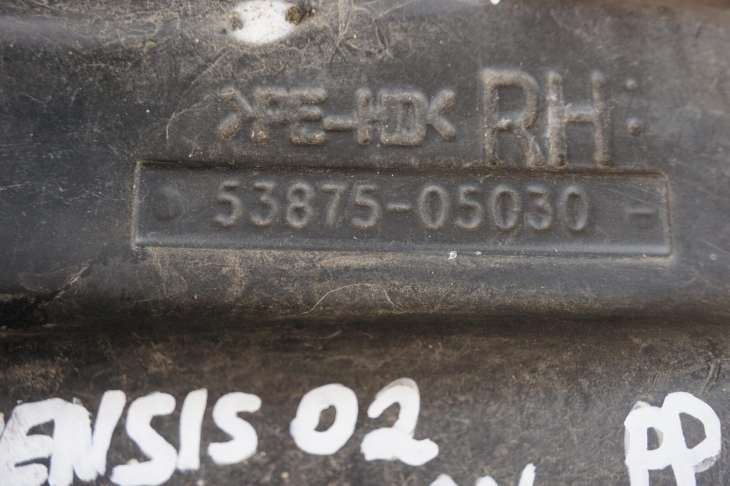 >PE-HD< RH
53875-05030 -
ENSIS 02
PP